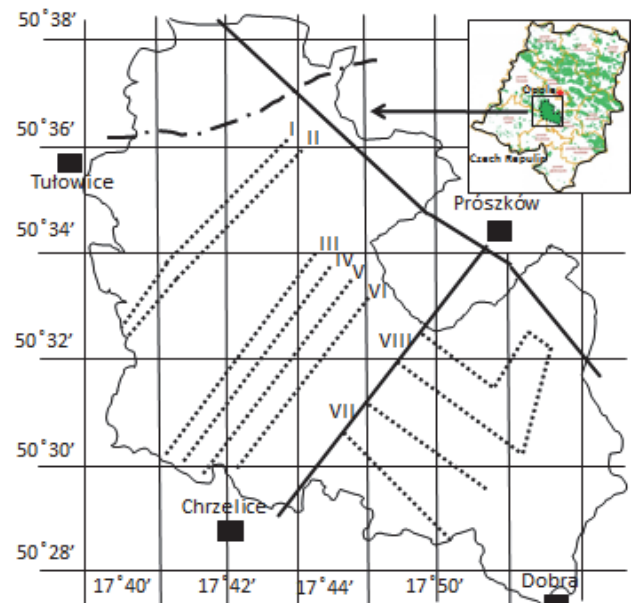 50˚38’
50˚36’
Tułowice
50˚34’
50˚32’
50˚30’
50˚28’
I
II
III
IV
V
VI
VIII
VII
Opole
Czech Repulic
Prószków
Chrzelice
Dobra
17˚40’
17˚42’
17˚44’
17˚50’